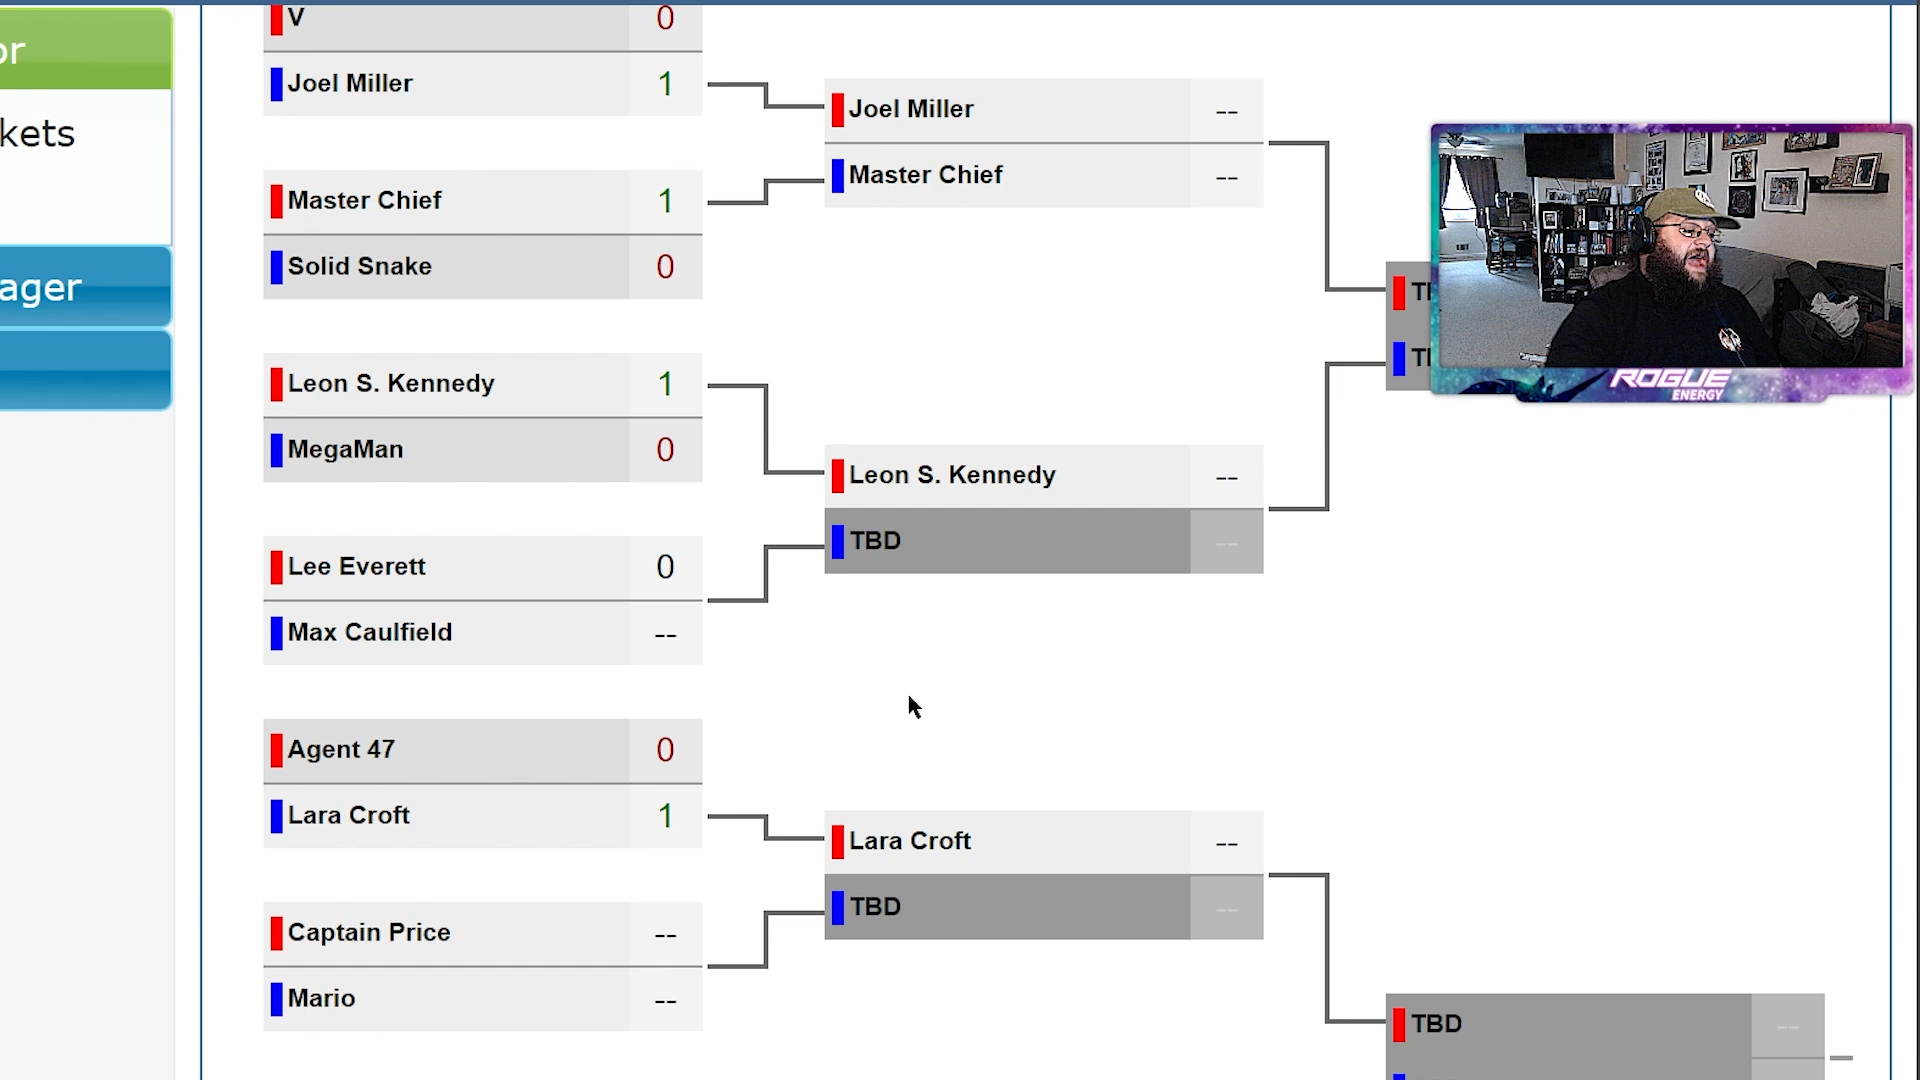 or
kets
ager
V 0
Joel Miller 1
Master Chief 1
Solid Snake 0
Leon S. Kennedy 1
MegaMan 0
Lee Everett 0
Max Caulfield --
Agent 47 0
Lara Croft 1
Captain Price --
Mario --
Joel Miller --
Master Chief --
Leon S. Kennedy --
TBD --
Lara Croft --
TBD --
TBD --
ROGUE
ENERGY